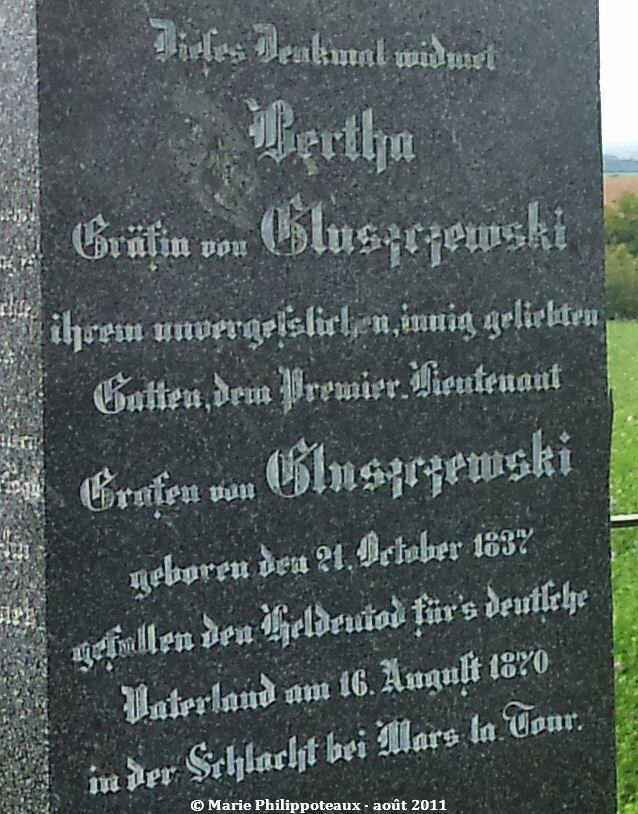 Dieses Denkmal widmet
Bertha
Gräfin von Gluszczewski
ihrem unvergesslichen, innig geliebten
Gatten, dem Premier-Lieutenant
Grafen von Gluszczewski
geboren den 21. October 1837
gefallen den Heldentod für's deutsche
Vaterland am 16. August 1870
in der Schlacht bei Mars la Tour.
© Marie Philippoteaux - août 2011